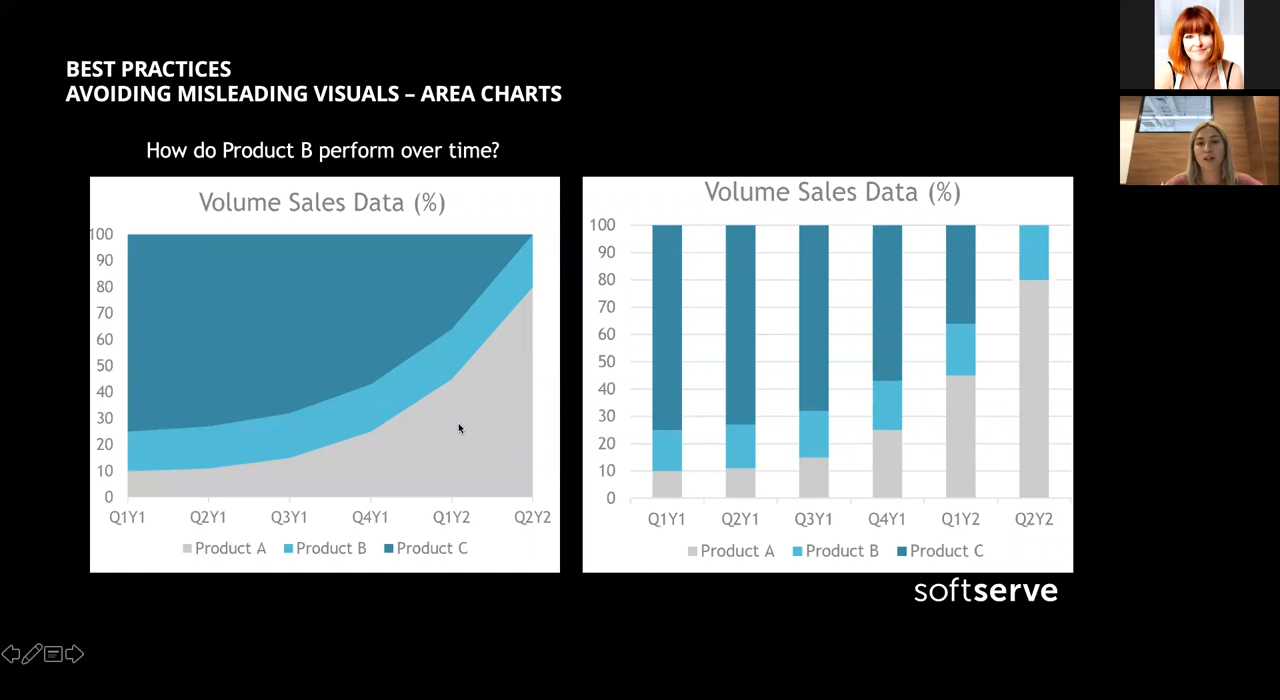 BEST PRACTICES
AVOIDING MISLEADING VISUALS – AREA CHARTS
How do Product B perform over time?
Volume Sales Data (%)
100
90
80
70
60
50
40
30
20
10
0
Q1Y1 Q2Y1 Q3Y1 Q4Y1 Q1Y2 Q2Y2
Product A Product B Product C
Volume Sales Data (%)
100
90
80
70
60
50
40
30
20
10
0
Q1Y1 Q2Y1 Q3Y1 Q4Y1 Q1Y2 Q2Y2
Product A Product B Product C
softserve